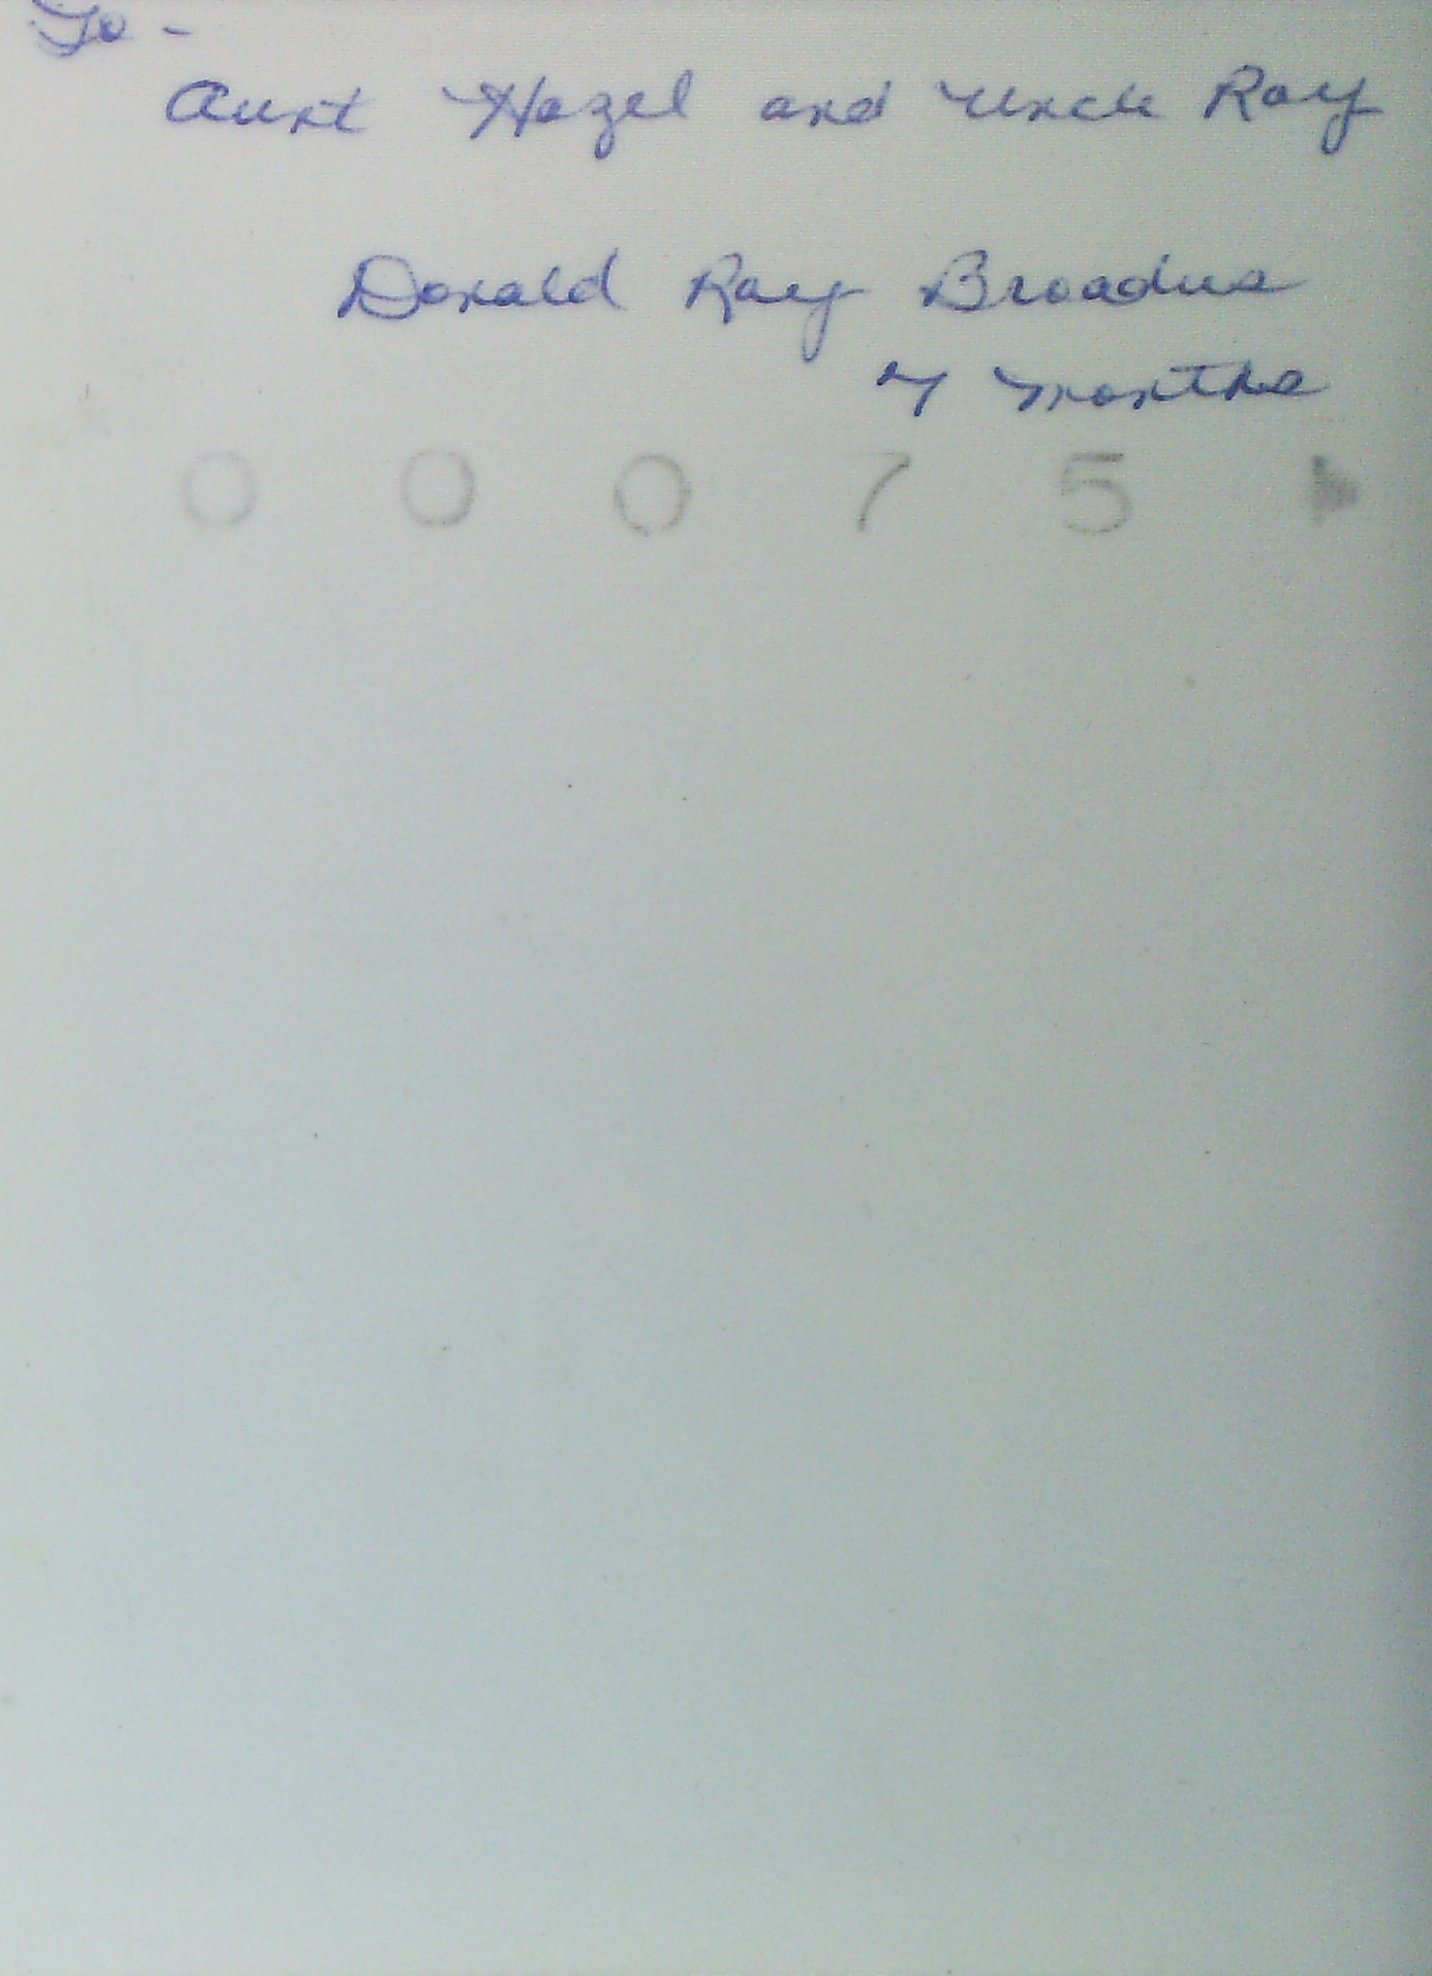 To -
Aunt Hazel and Uncle Ray
Donald Ray Broadus
7 months
0 0 0 7 5